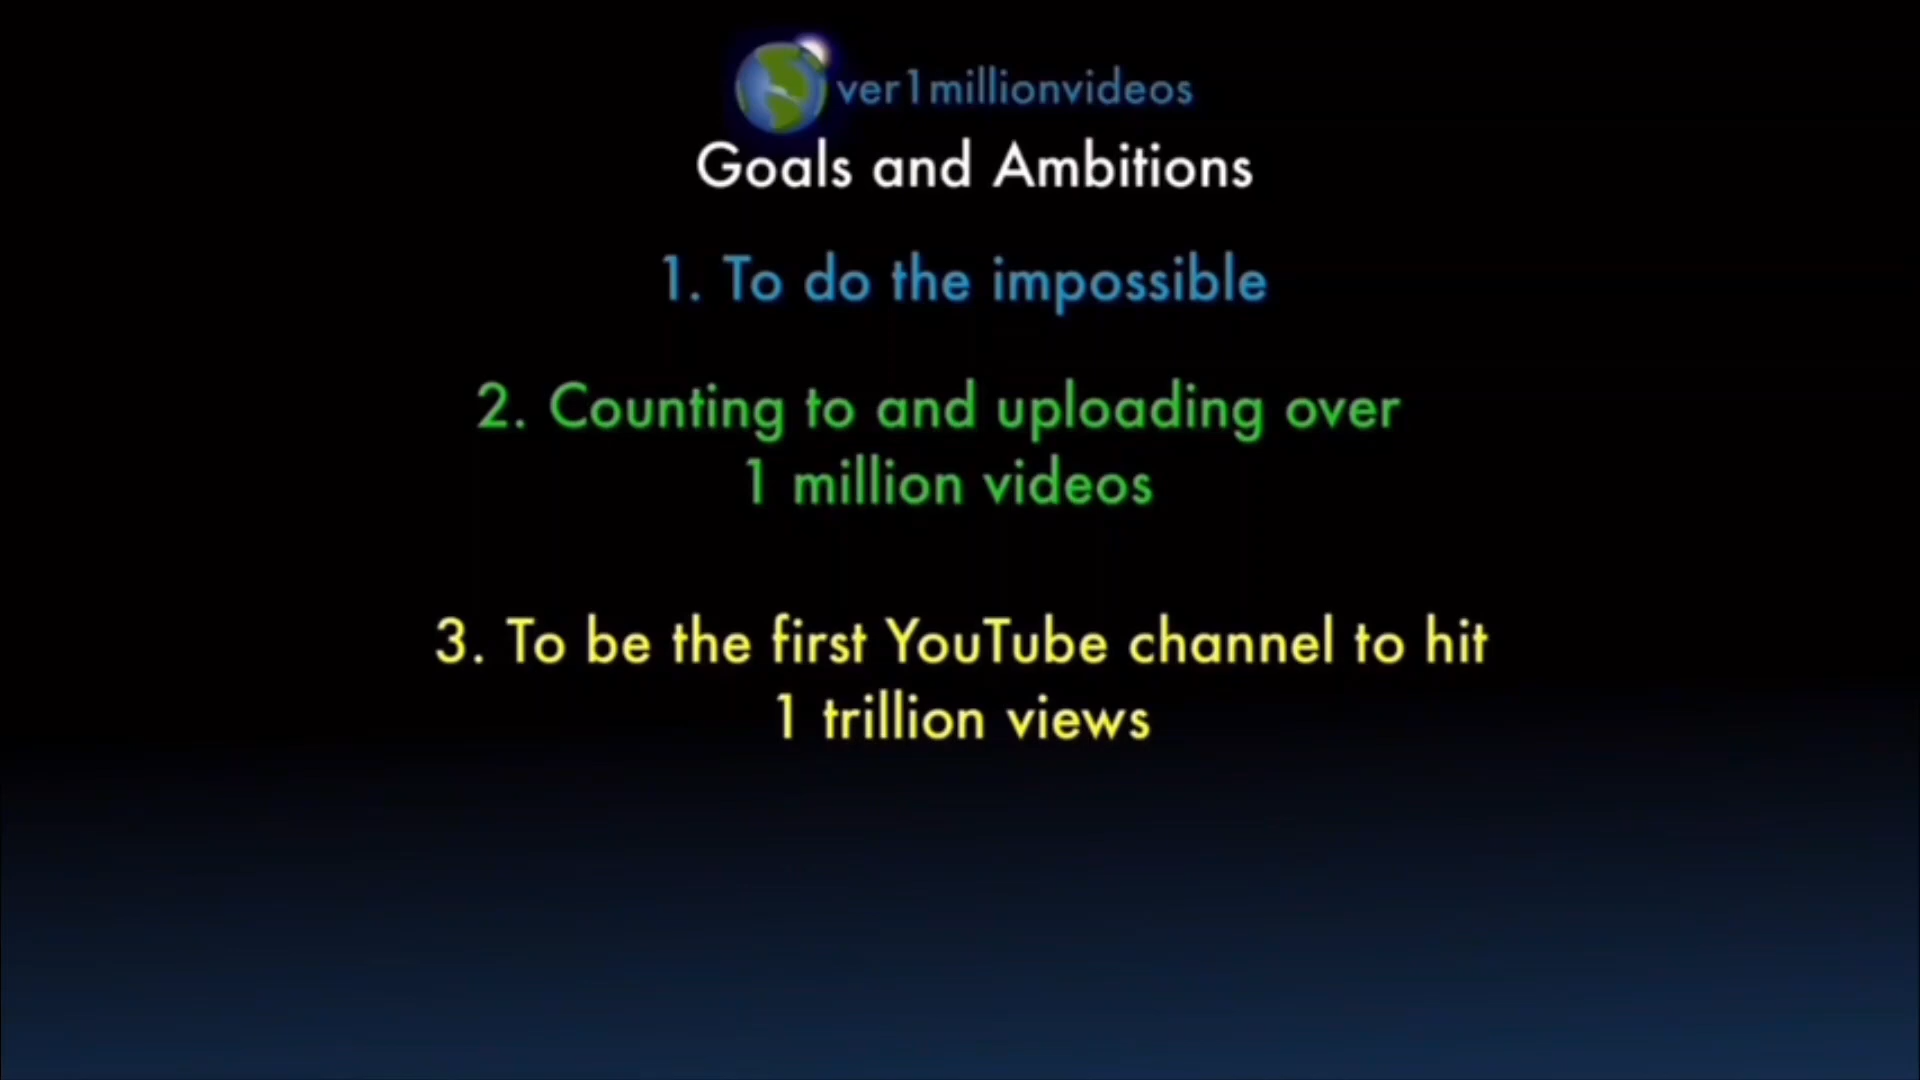 ver1millionvideos
Goals and Ambitions
1. To do the impossible
2. Counting to and uploading over
1 million videos
3. To be the first YouTube channel to hit
1 trillion views